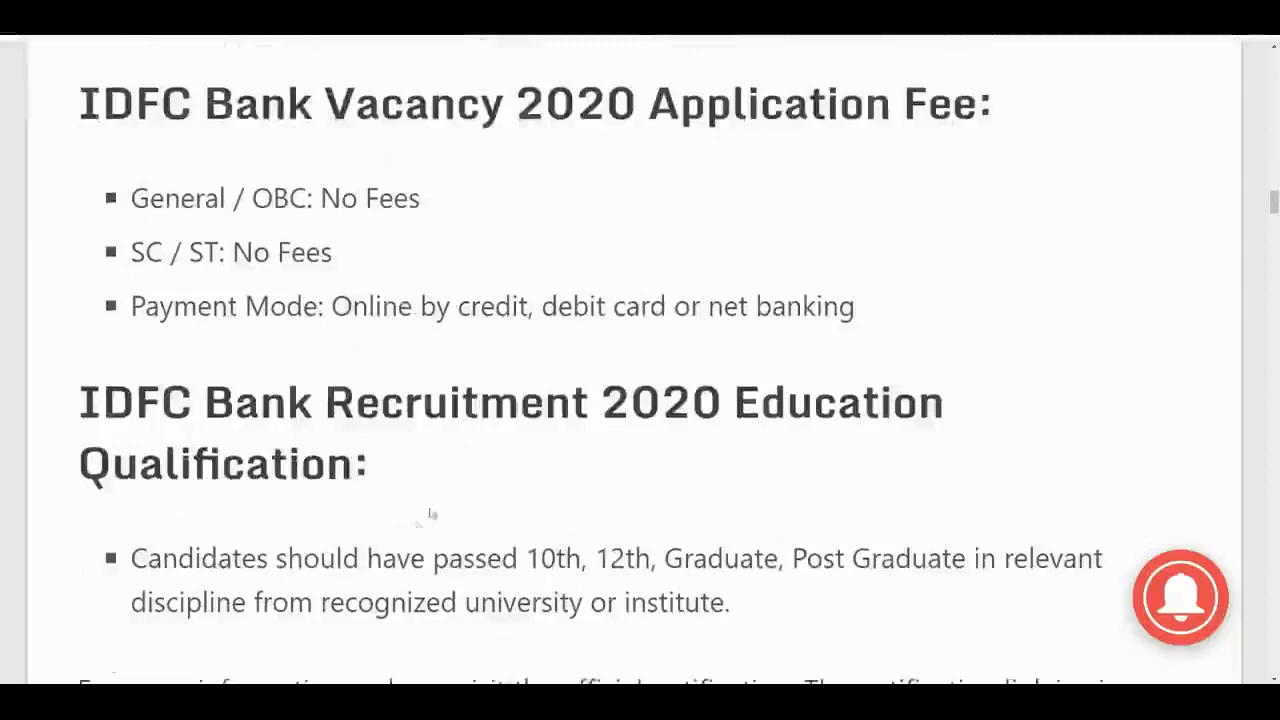 IDFC Bank Vacancy 2020 Application Fee:
■ General / OBC: No Fees
■ SC / ST: No Fees
■ Payment Mode: Online by credit, debit card or net banking
IDFC Bank Recruitment 2020 Education
Qualification:
■ Candidates should have passed 10th, 12th, Graduate, Post Graduate in relevant
discipline from recognized university or institute.